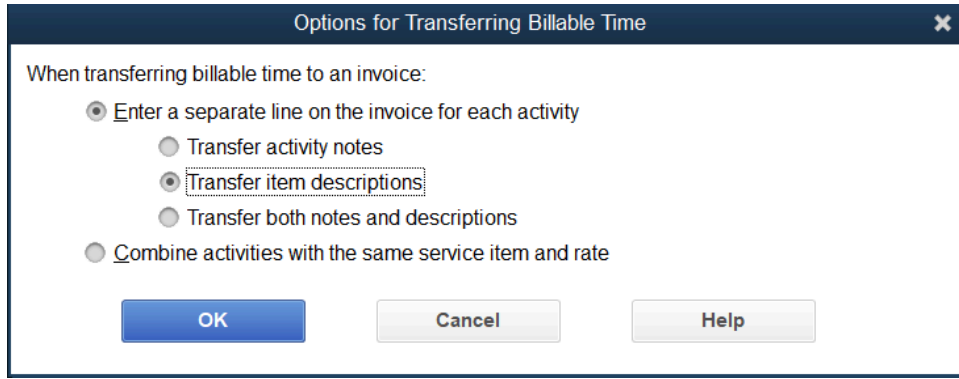 Options for Transferring Billable Time
When transferring billable time to an invoice:
Enter a separate line on the invoice for each activity
Transfer activity notes
Transfer item descriptions
Transfer both notes and descriptions
Combine activities with the same service item and rate
OK Cancel Help